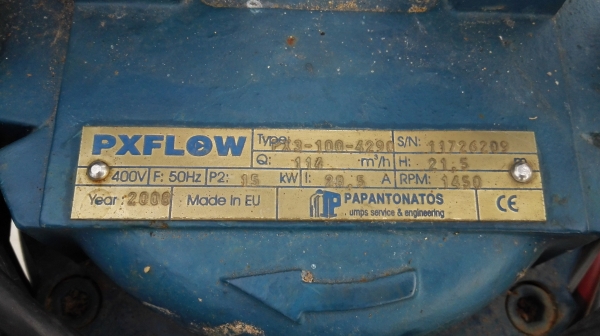 PXFLOW Type: PX3-100-4290 S/N: 11726209
Q: 114 m³/h H: 21,5 m
400V F: 50Hz P2: 15 kW I: A RPM: 1450
Year : 2006 Made in EU PAPANTONATOS CE
umps service & engineering